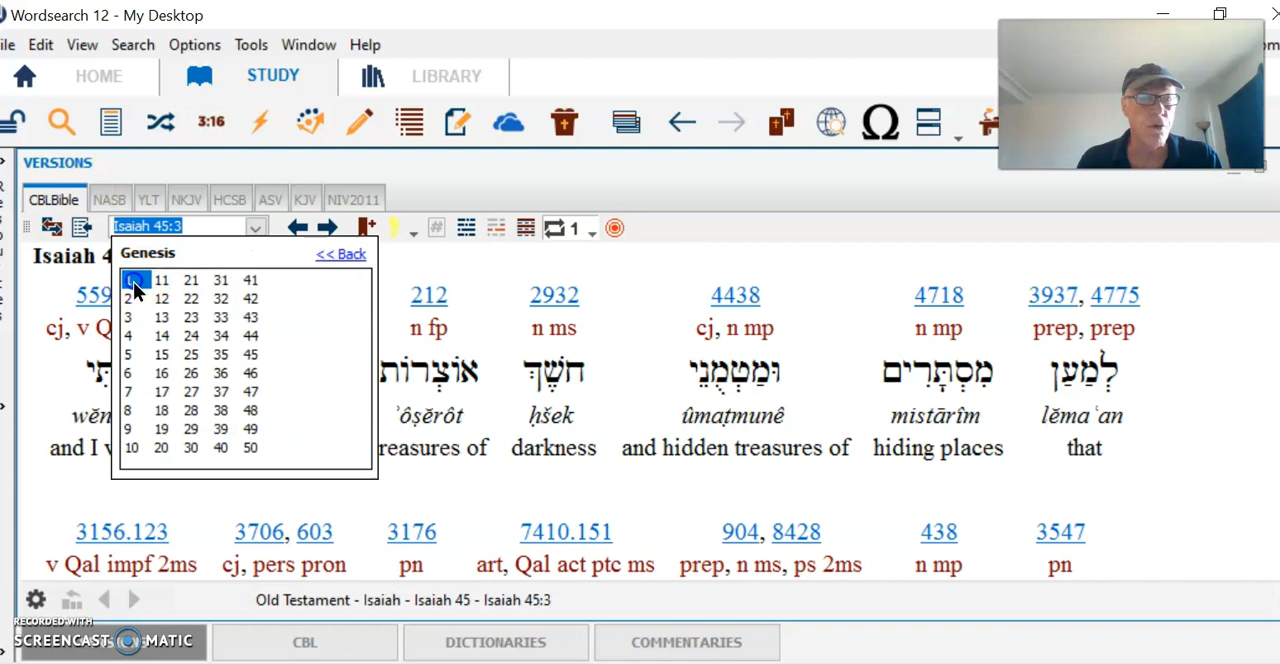 Wordsearch 12 - My Desktop
ile Edit View Search Options Tools Window Help
HOME STUDY LIBRARY
3:16
VERSIONS
CBLBible NASB YLT NKJV HCSB ASV KJV NIV2011
Isaiah 45:3 # 1
Isaiah 4
Genesis << Back
1 11 21 31 41
2 12 22 32 42
3 13 23 33 43
4 14 24 34 44
5 15 25 35 45
6 16 26 36 46
7 17 27 37 47
8 18 28 38 48
9 19 29 39 49
10 20 30 40 50
559 212 2932 4438 4718 3937, 4775
cj, v Q n fp n ms cj, n mp n mp prep, prep
תִּי אוֹצְרוֹת חֹשֶׁךְ וּמַטְמֻנֵי מִסְתָּרִים לְמַעַן
wĕn ʾôṣĕrôt ḥšek ûmaṭmunê mistārîm lĕmaʿan
and I reasures of darkness and hidden treasures of hiding places that
3156.123 3706, 603 3176 7410.151 904, 8428 438 3547
v Qal impf 2ms cj, pers pron pn art, Qal act ptc ms prep, n ms, ps 2ms n mp pn
Old Testament - Isaiah - Isaiah 45 - Isaiah 45:3
RECORDED WITH
SCREENCAST MATIC
CBL DICTIONARIES COMMENTARIES